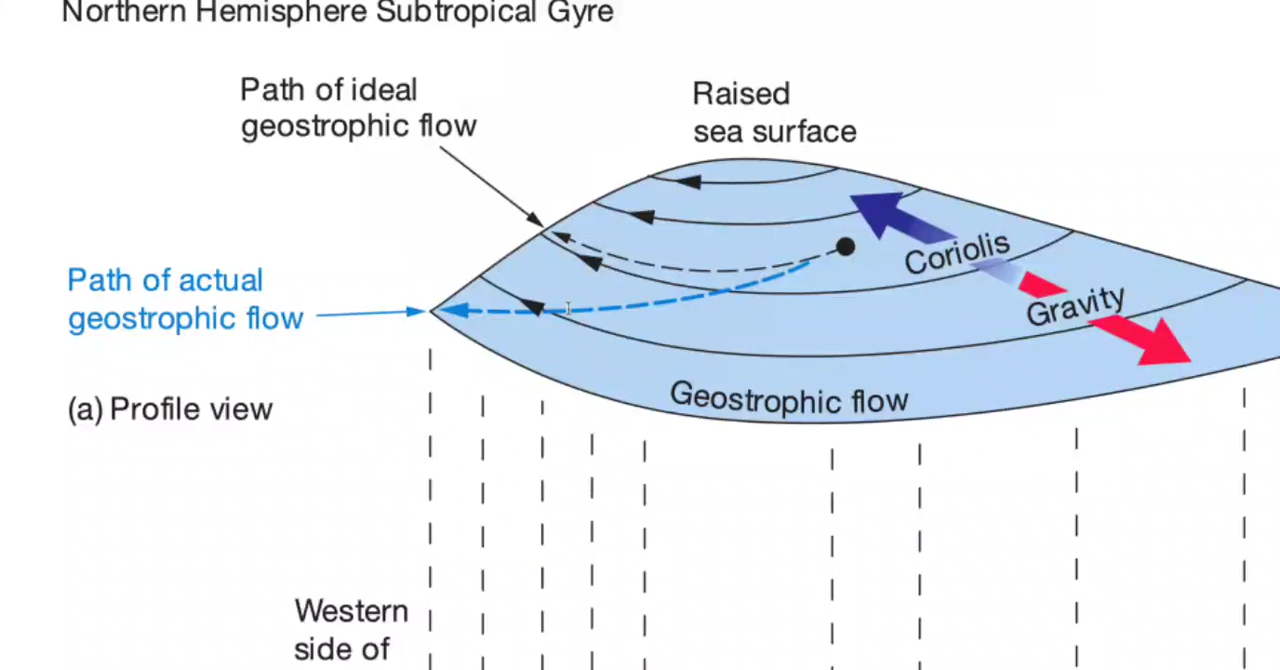 Northern Hemisphere Subtropical Gyre
Path of ideal
geostrophic flow
Raised
sea surface
Coriolis
Gravity
Path of actual
geostrophic flow
Geostrophic flow
(a) Profile view
Western
side of